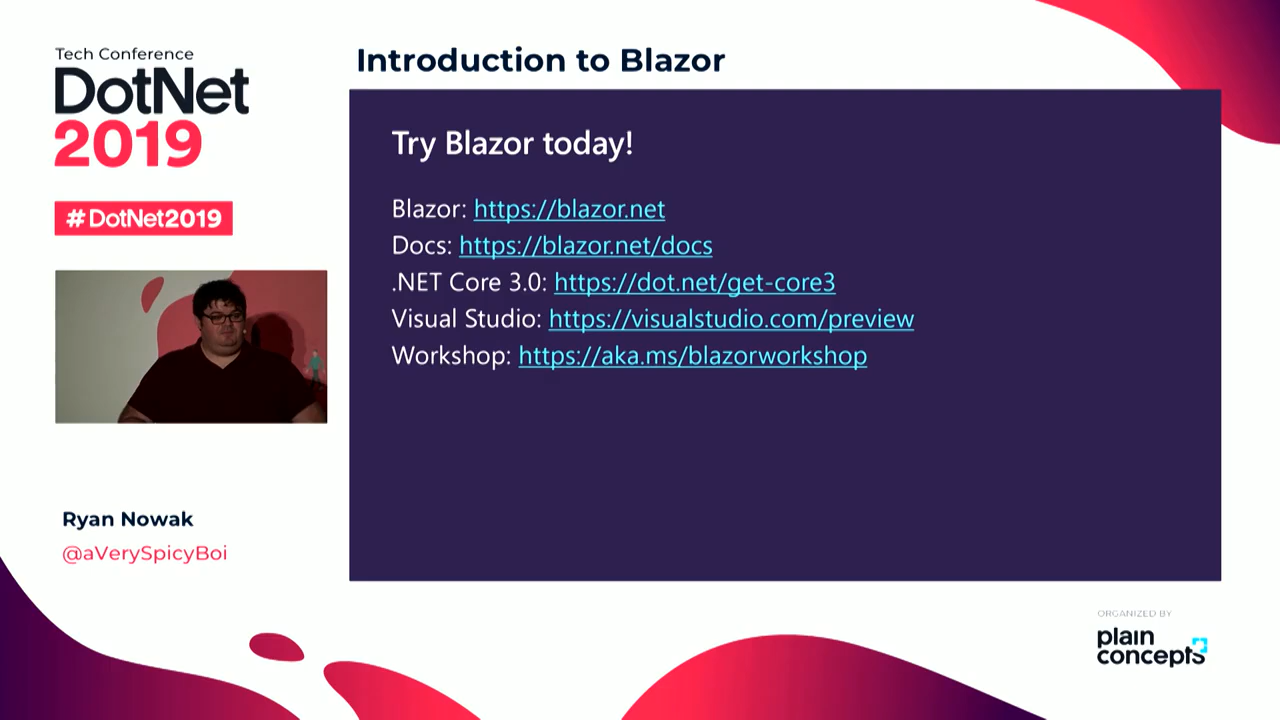 Tech Conference
DotNet
2019
#DotNet2019
Ryan Nowak
@aVerySpicyBoi
Introduction to Blazor
Try Blazor today!
Blazor: https://blazor.net
Docs: https://blazor.net/docs
.NET Core 3.0: https://dot.net/get-core3
Visual Studio: https://visualstudio.com/preview
Workshop: https://aka.ms/blazorworkshop
ORGANIZED BY
plain
concepts